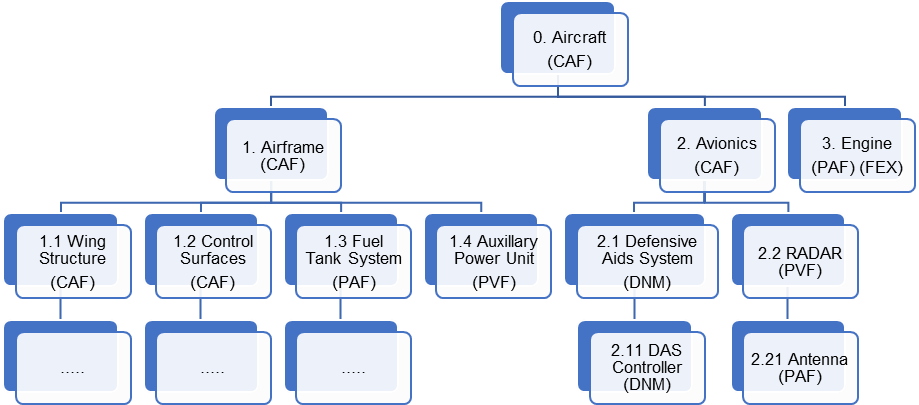 0. Aircraft
(CAF)
1. Airframe
(CAF)
2. Avionics
(CAF)
3. Engine
(PAF) (FEX)
1.1 Wing
Structure
(CAF)
1.2 Control
Surfaces
(CAF)
1.3 Fuel
Tank System
(PAF)
1.4 Auxillary
Power Unit
(PVF)
2.1 Defensive
Aids System
(DNM)
2.2 RADAR
(PVF)
.....
.....
.....
2.11 DAS
Controller
(DNM)
2.21 Antenna
(PAF)